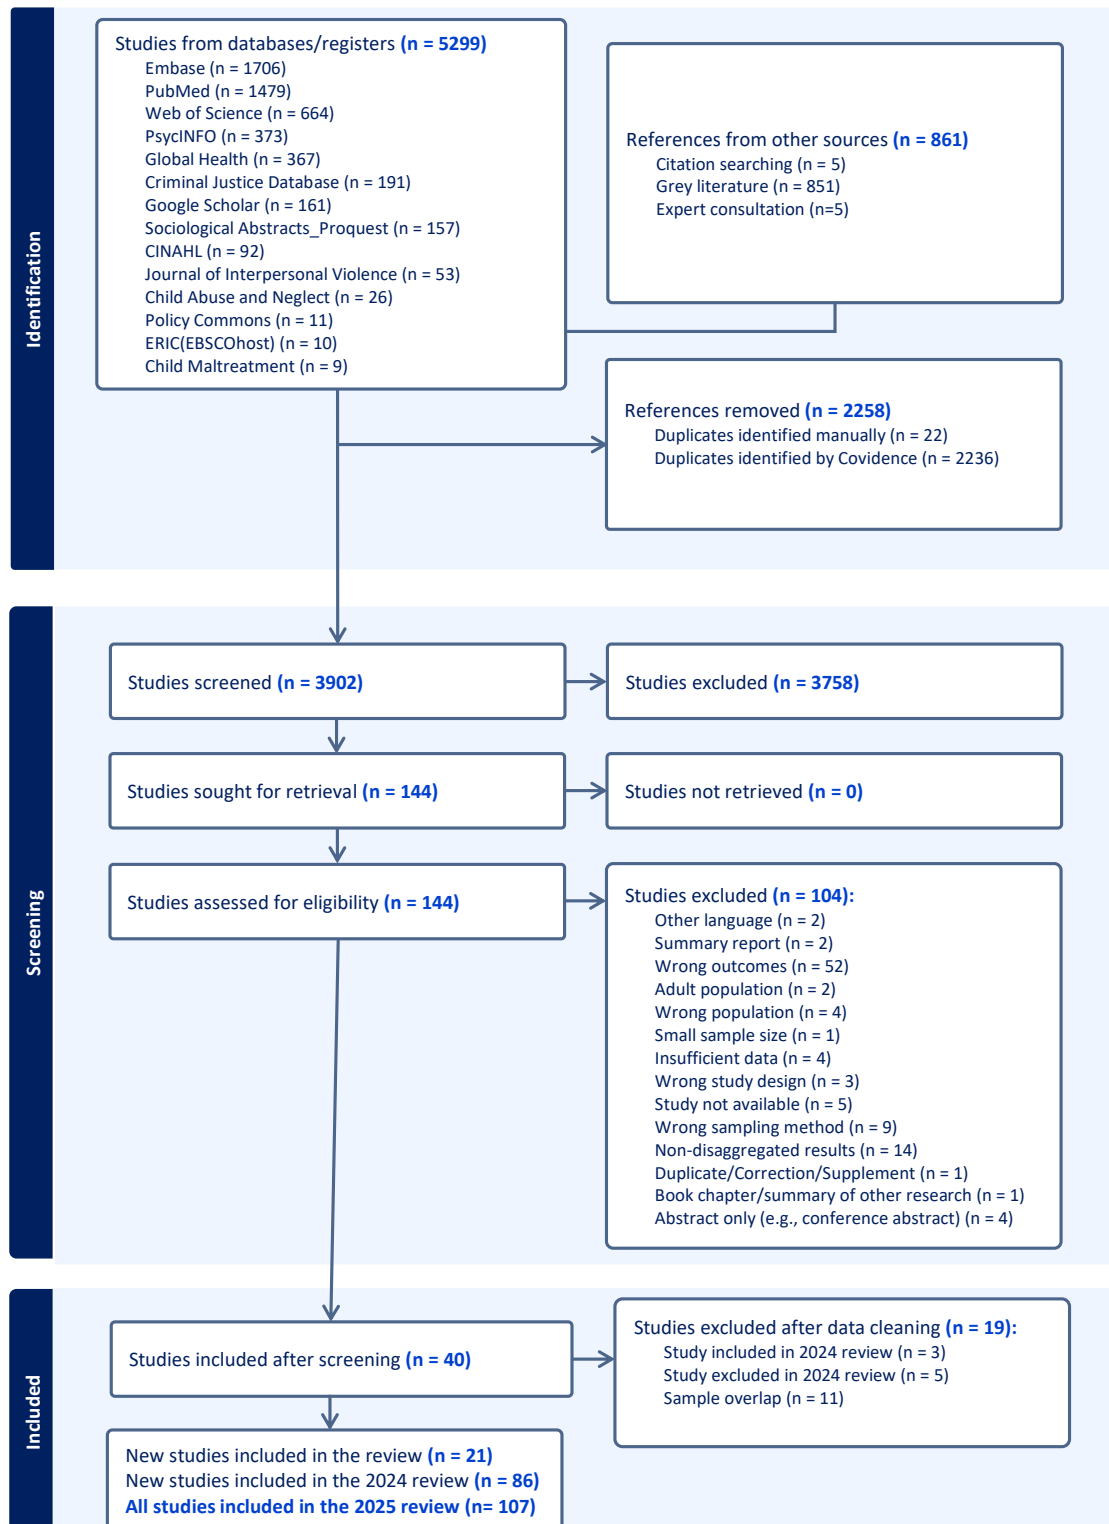 Identification
Studies from databases/registers (n = 5299)
Embase (n = 1706)
PubMed (n = 1479)
Web of Science (n = 664)
PsycINFO (n = 373)
Global Health (n = 367)
Criminal Justice Database (n = 191)
Google Scholar (n = 161)
Sociological Abstracts_Proquest (n = 157)
CINAHL (n = 92)
Journal of Interpersonal Violence (n = 53)
Child Abuse and Neglect (n = 26)
Policy Commons (n = 11)
ERIC(EBSCOhost) (n = 10)
Child Maltreatment (n = 9)
References from other sources (n = 861)
Citation searching (n = 5)
Grey literature (n = 851)
Expert consultation (n=5)
References removed (n = 2258)
Duplicates identified manually (n = 22)
Duplicates identified by Covidence (n = 2236)
Screening
Studies screened (n = 3902)
Studies excluded (n = 3758)
Studies sought for retrieval (n = 144)
Studies not retrieved (n = 0)
Studies assessed for eligibility (n = 144)
Studies excluded (n = 104):
Other language (n = 2)
Summary report (n = 2)
Wrong outcomes (n = 52)
Adult population (n = 2)
Wrong population (n = 4)
Small sample size (n = 1)
Insufficient data (n = 4)
Wrong study design (n = 3)
Study not available (n = 5)
Wrong sampling method (n = 9)
Non-disaggregated results (n = 14)
Duplicate/Correction/Supplement (n = 1)
Book chapter/summary of other research (n = 1)
Abstract only (e.g., conference abstract) (n = 4)
Included
Studies included after screening (n = 40)
Studies excluded after data cleaning (n = 19):
Study included in 2024 review (n = 3)
Study excluded in 2024 review (n = 5)
Sample overlap (n = 11)
New studies included in the review (n = 21)
New studies included in the 2024 review (n = 86)
All studies included in the 2025 review (n= 107)